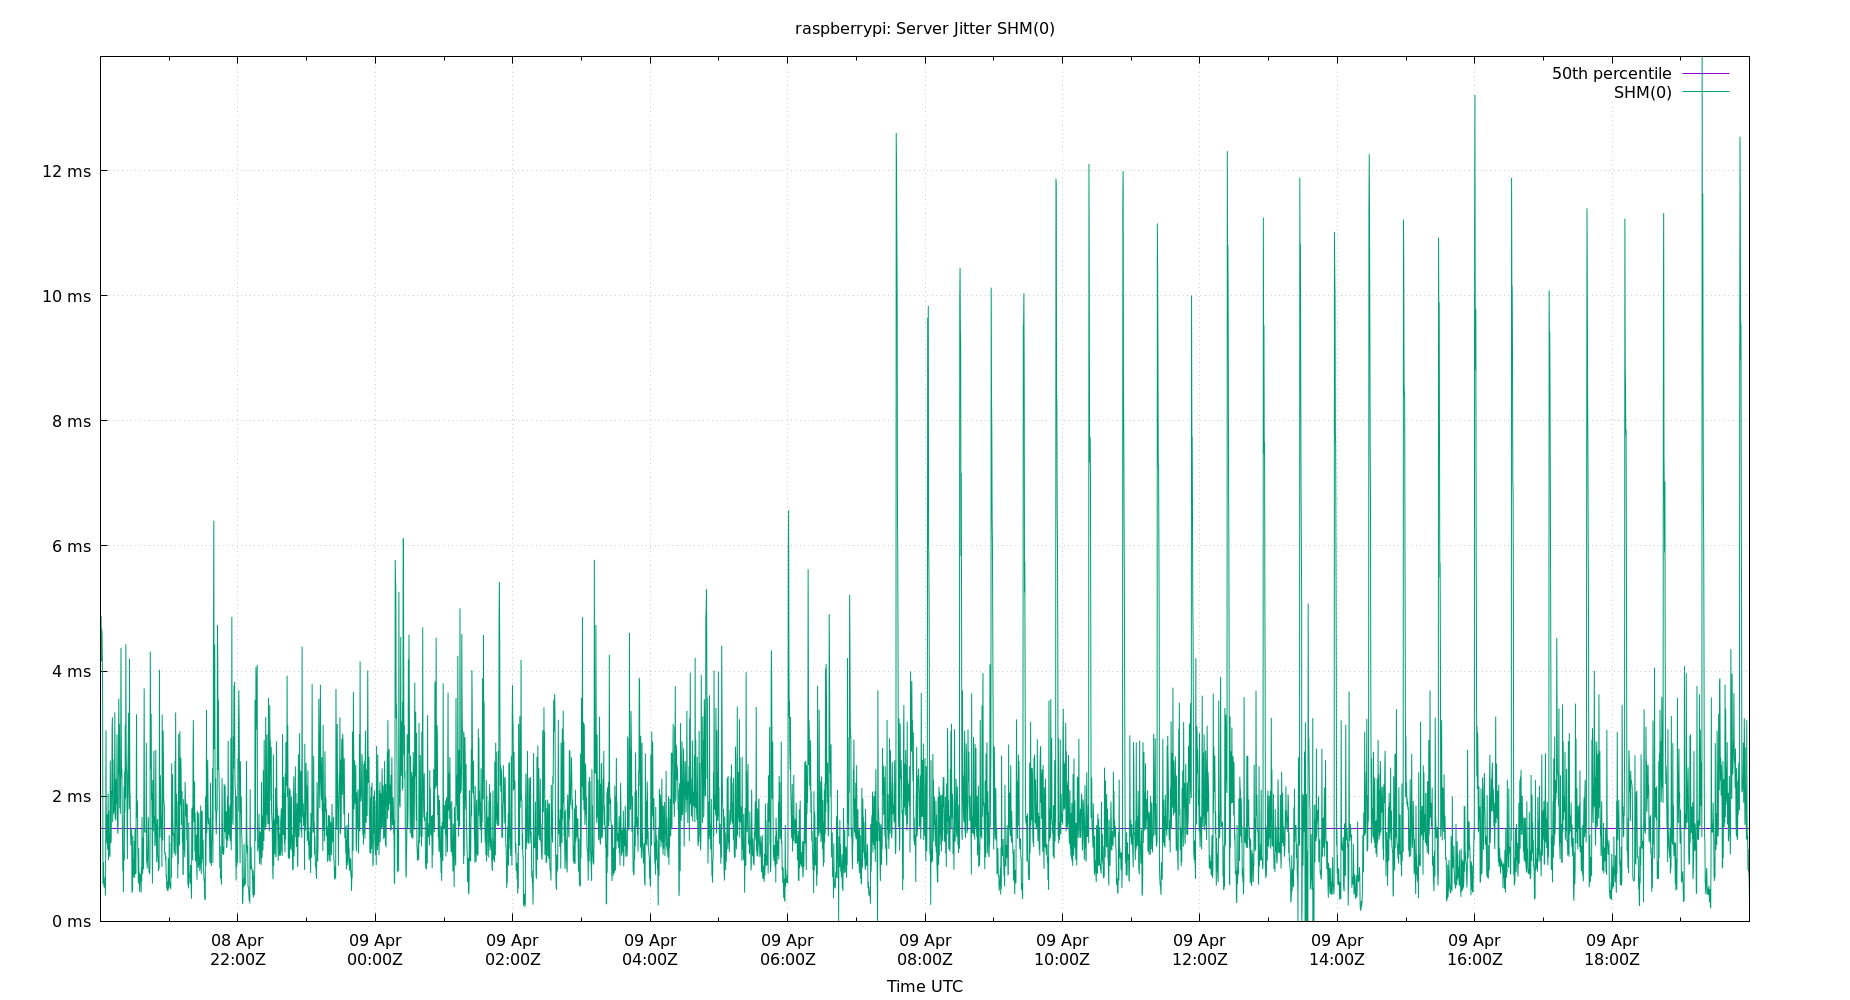 raspberrypi: Server Jitter SHM(0)
50th percentile
SHM(0)
12 ms
10 ms
8 ms
6 ms
4 ms
2 ms
0 ms
08 Apr 09 Apr 09 Apr 09 Apr 09 Apr 09 Apr 09 Apr 09 Apr 09 Apr 09 Apr 09 Apr
22:00Z 00:00Z 02:00Z 04:00Z 06:00Z 08:00Z 10:00Z 12:00Z 14:00Z 16:00Z 18:00Z
Time UTC